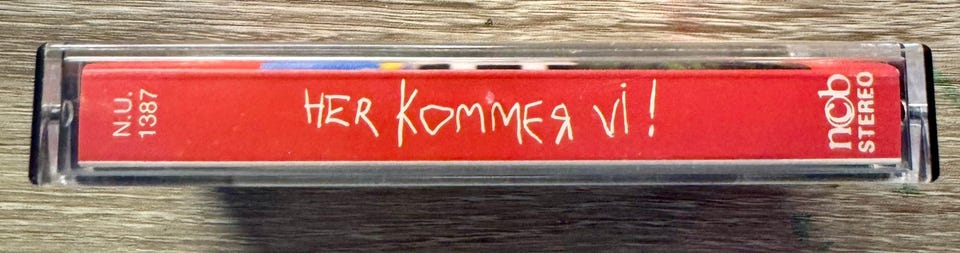 N.U.
1387
HER KOMMER Vi!
ncb
STEREO